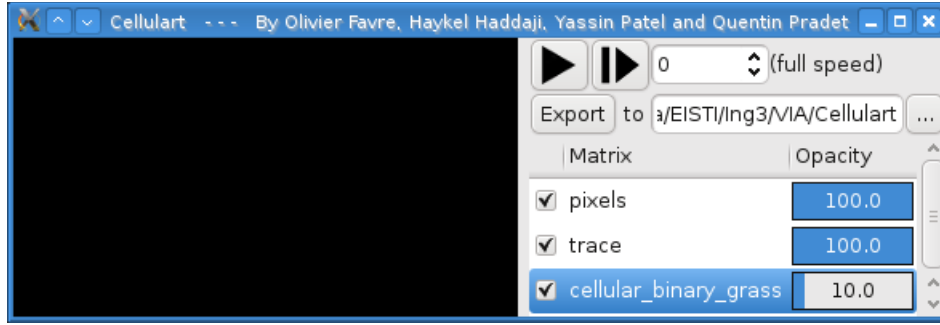 Cellulart --- By Olivier Favre, Haykel Haddaji, Yassin Patel and Quentin Pradet
0 (full speed)
Export to a/EISTI/Ing3/VIA/Cellulart ...
Matrix Opacity
pixels 100.0
trace 100.0
cellular_binary_grass 10.0